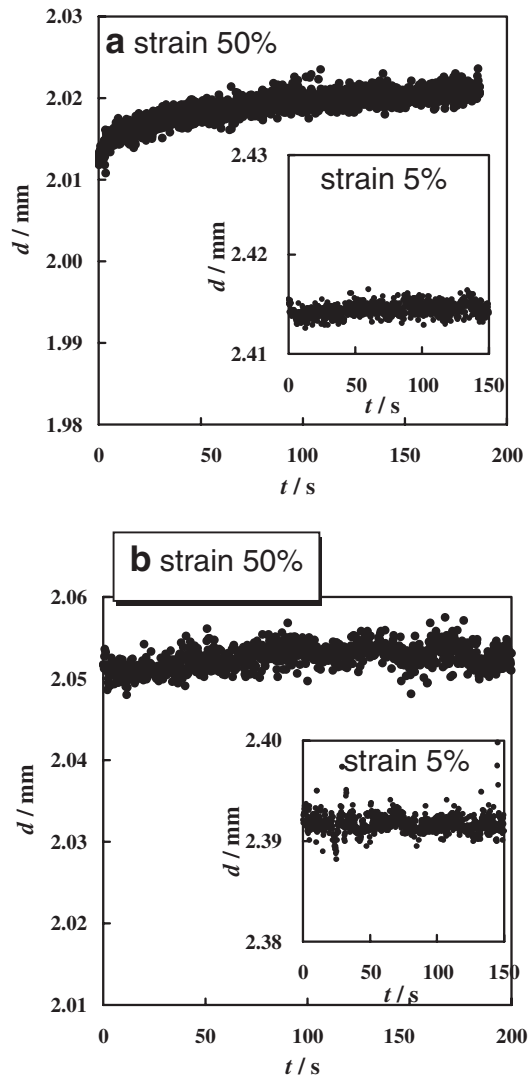 2.03
a strain 50%
2.02
2.01
2.00
1.99
1.98
d / mm
0 50 100 150 200
t / s
2.43
strain 5%
2.42
2.41
d / mm
0 50 100 150
t / s
b strain 50%
2.06
2.05
2.04
2.03
2.02
2.01
d / mm
0 50 100 150 200
t / s
2.40
strain 5%
2.39
2.38
d / mm
0 50 100 150
t / s